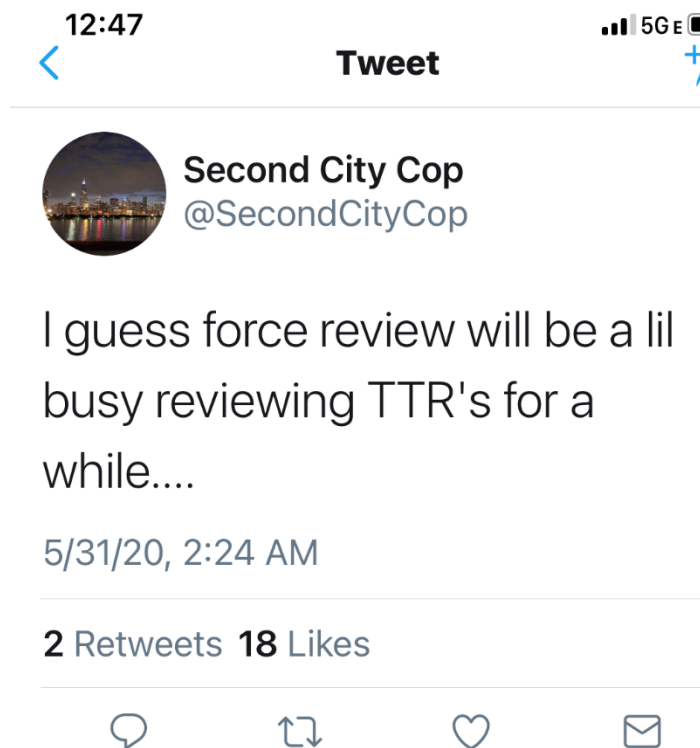 12:47 5G E
Tweet
Second City Cop
@SecondCityCop
I guess force review will be a lil
busy reviewing TTR's for a
while....
5/31/20, 2:24 AM
2 Retweets 18 Likes